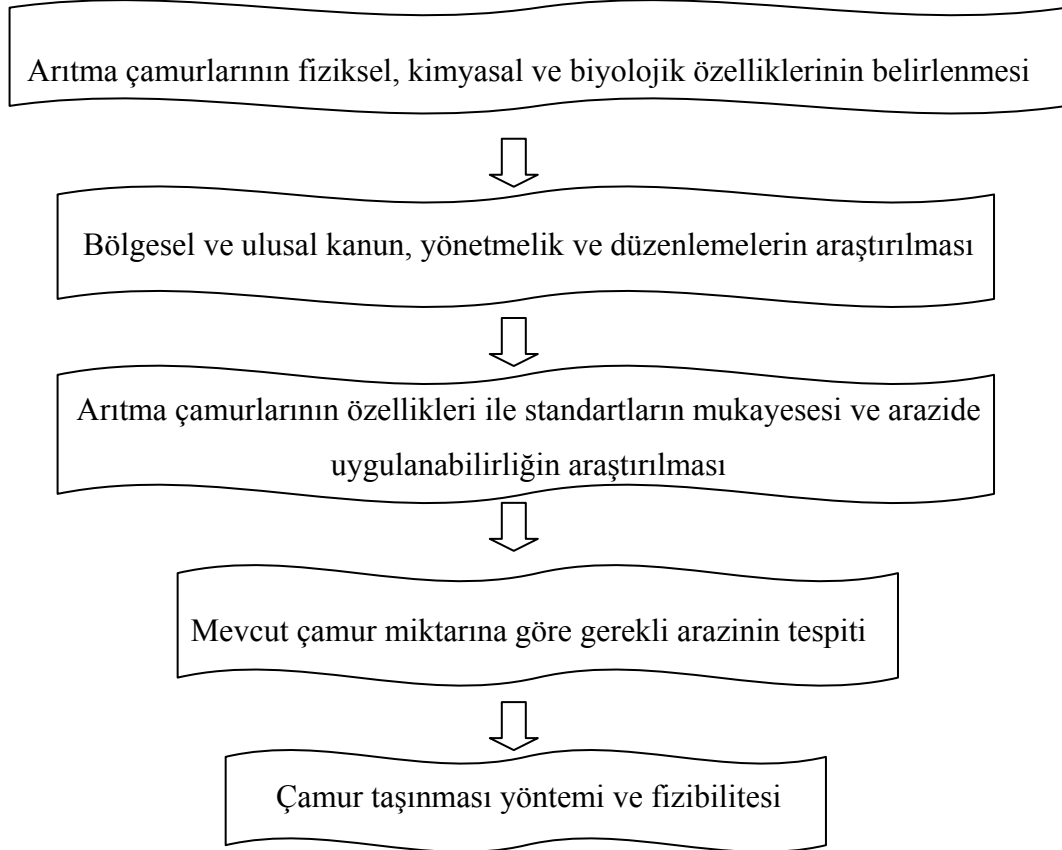 Arıtma çamurlarının fiziksel, kimyasal ve biyolojik özelliklerinin belirlenmesi
Bölgesel ve ulusal kanun, yönetmelik ve düzenlemelerin araştırılması
Arıtma çamurlarının özellikleri ile standartların mukayesesi ve arazide
uygulanabilirliğin araştırılması
Mevcut çamur miktarına göre gerekli arazinin tespiti
Çamur taşınması yöntemi ve fizibilitesi